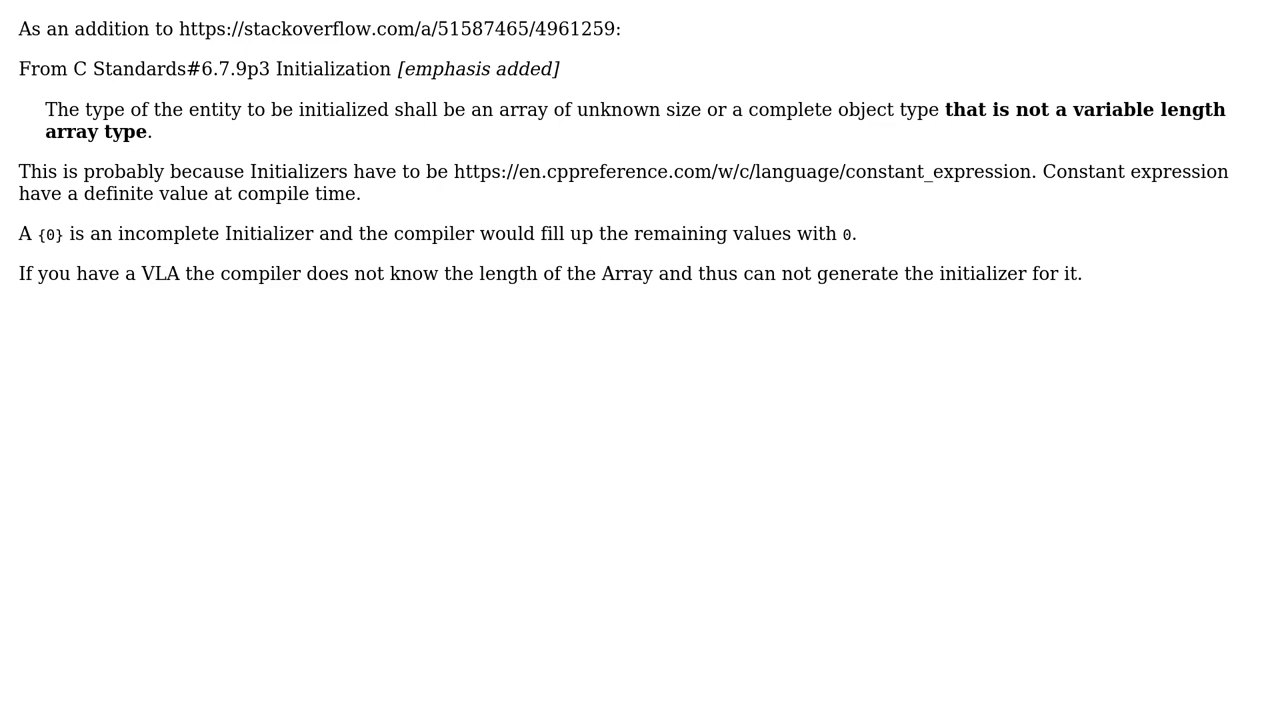 As an addition to https://stackoverflow.com/a/51587465/4961259:
From C Standards#6.7.9p3 Initialization [emphasis added]
The type of the entity to be initialized shall be an array of unknown size or a complete object type that is not a variable length
array type.
This is probably because Initializers have to be https://en.cppreference.com/w/c/language/constant_expression. Constant expression
have a definite value at compile time.
A {0} is an incomplete Initializer and the compiler would fill up the remaining values with 0.
If you have a VLA the compiler does not know the length of the Array and thus can not generate the initializer for it.